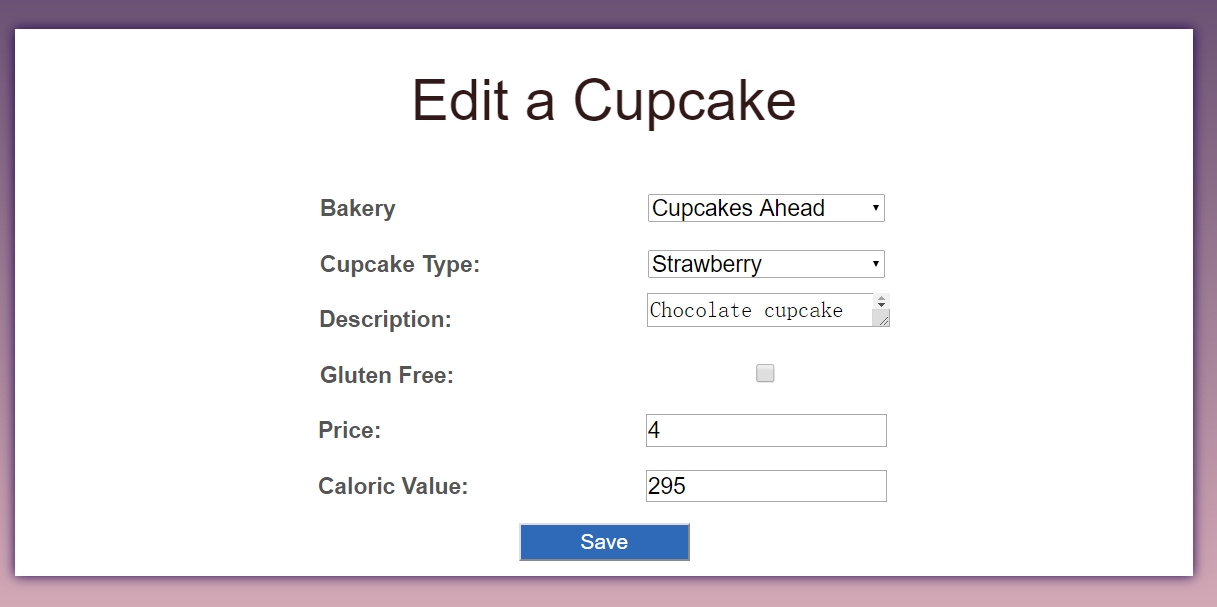 Edit a Cupcake
Bakery Cupcakes Ahead
Cupcake Type: Strawberry
Description: Chocolate cupcake
Gluten Free:
Price: 4
Caloric Value: 295
Save